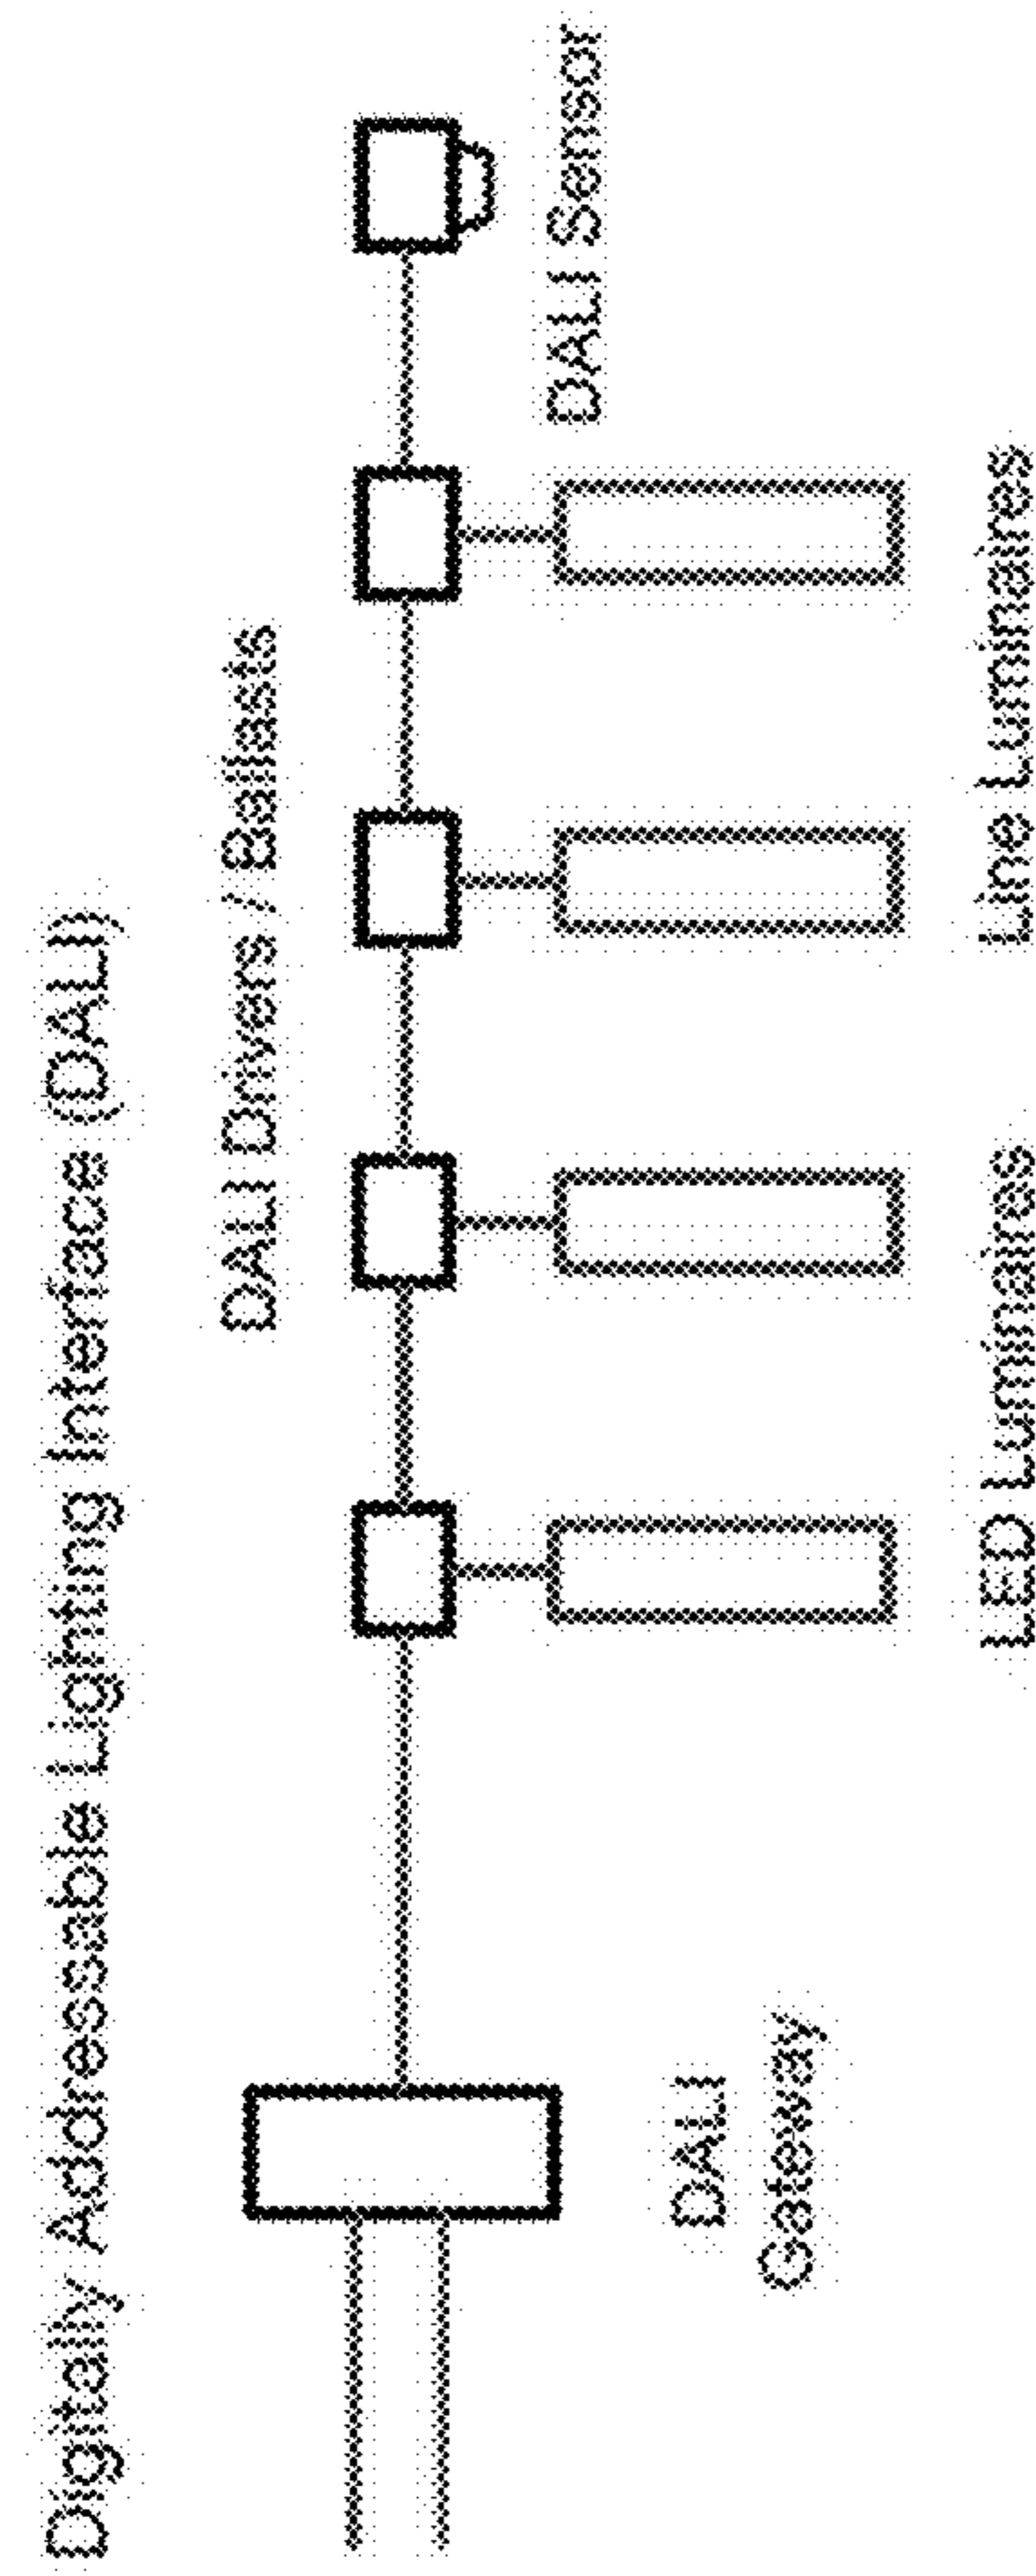 Digitally Addressable Lighting Interface (DALI)
DALI Drivers / Ballasts
DALI Sensor
DALI
Gateway
LED Luminaires
Line Luminaires